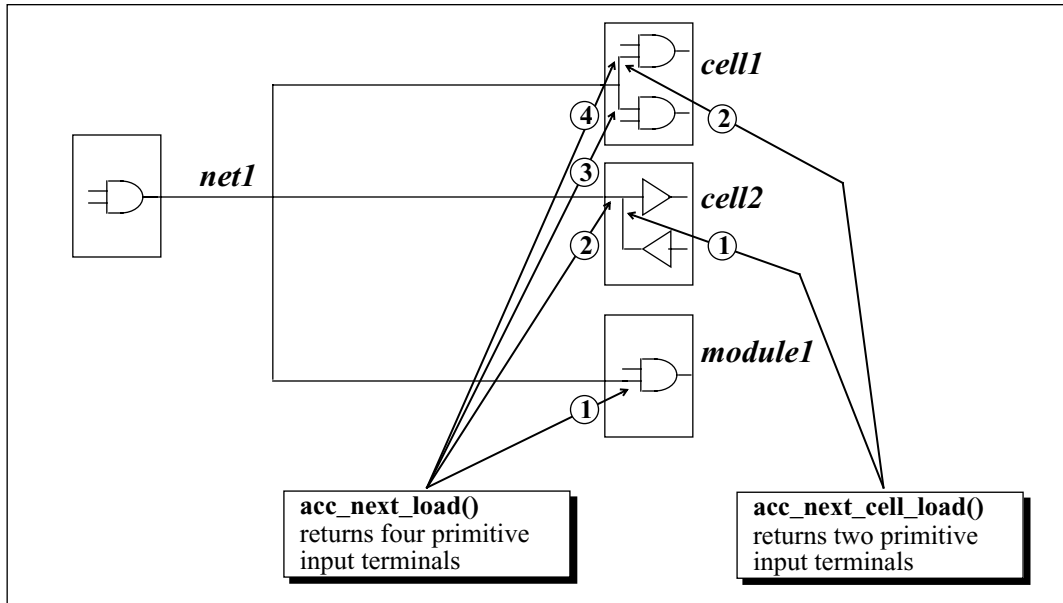 cell1
4
2
3
net1
cell2
2
1
module1
1
acc_next_load()
returns four primitive
input terminals
acc_next_cell_load()
returns two primitive
input terminals